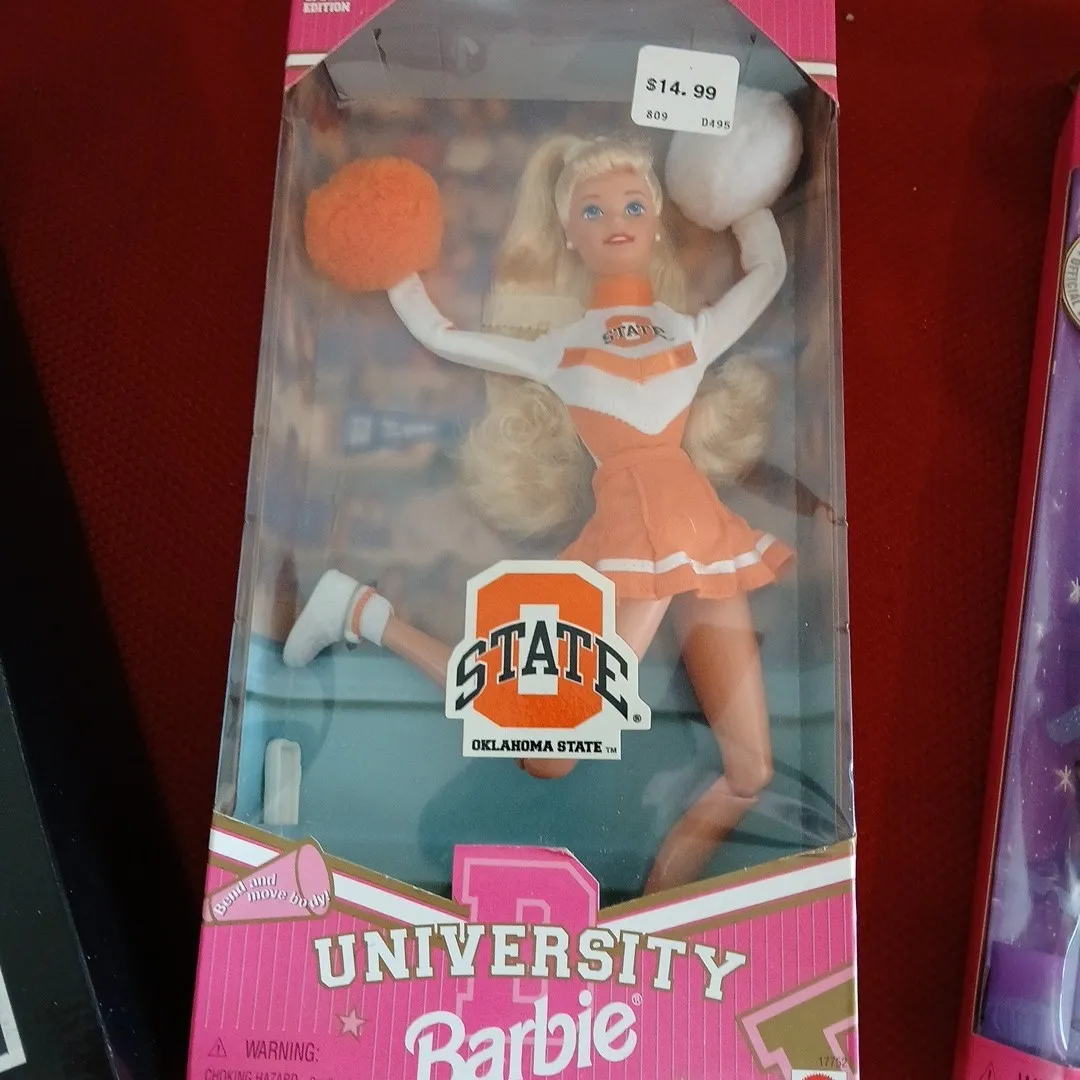 EDITION
$14.99
809 D495
STATE
OFFICIAL
STATE®
OKLAHOMA STATE™
Bend and
move body!
B
UNIVERSITY
Barbie®
WARNING:
CHOKING HAZARD
17752